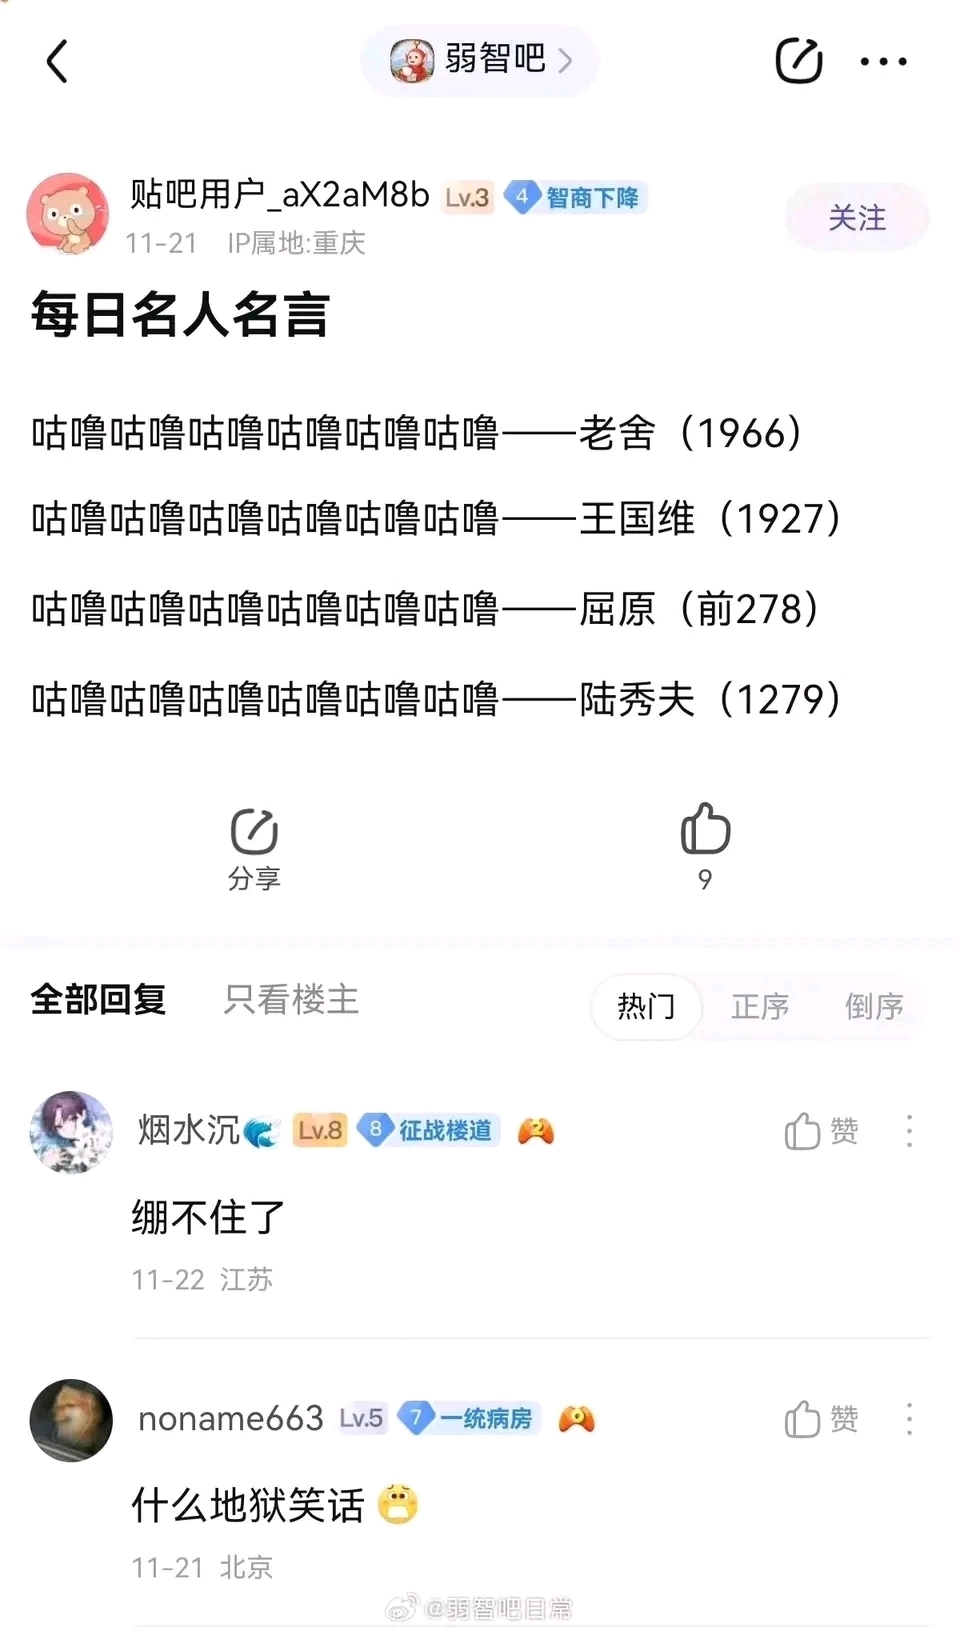 弱智吧
贴吧用户_aX2aM8b Lv.3 4 智商下降
关注
11-21 IP属地:重庆
每日名人名言
咕噜咕噜咕噜咕噜咕噜咕噜——老舍（1966）
咕噜咕噜咕噜咕噜咕噜咕噜——王国维（1927）
咕噜咕噜咕噜咕噜咕噜咕噜——屈原（前278）
咕噜咕噜咕噜咕噜咕噜咕噜——陆秀夫（1279）
分享
9
全部回复 只看楼主 热门 正序 倒序
烟水沉 Lv.8 8 征战楼道 2 赞
绷不住了
11-22 江苏
noname663 Lv.5 7 一统病房 0 赞
什么地狱笑话
11-21 北京
@弱智吧日常